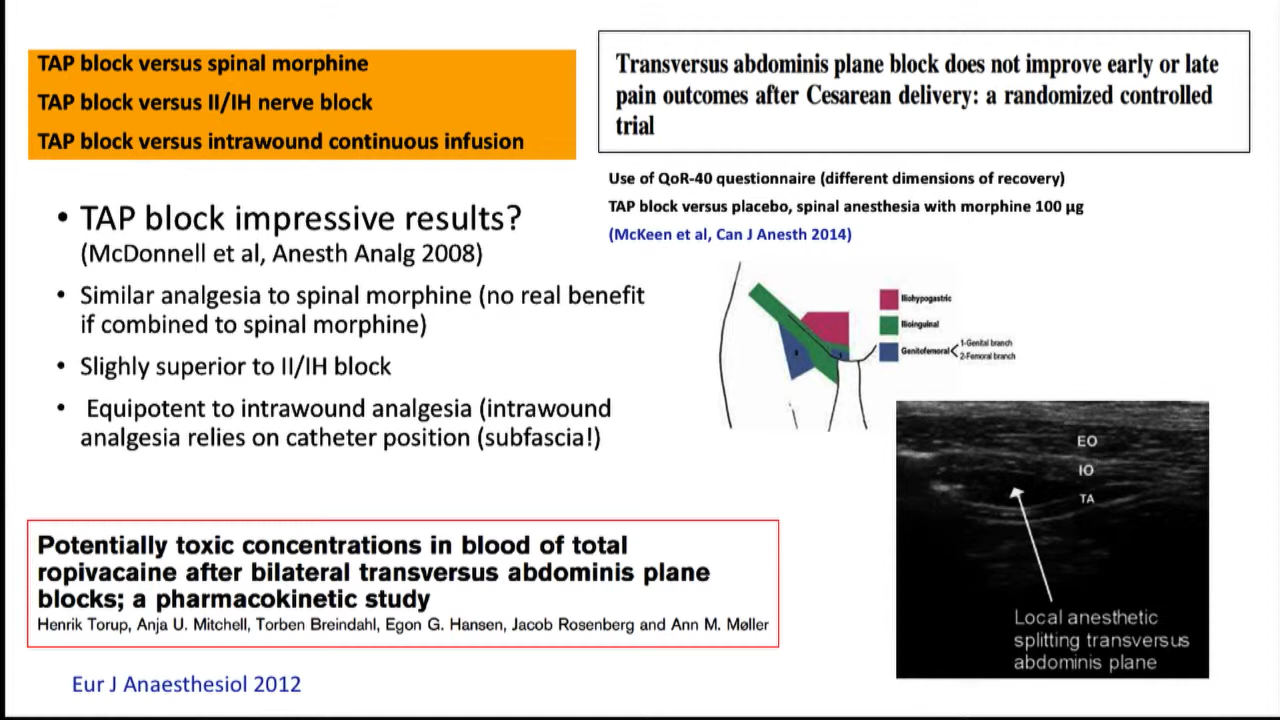 TAP block versus spinal morphine
TAP block versus II/IH nerve block
TAP block versus intrawound continuous infusion
• TAP block impressive results?
(McDonnell et al, Anesth Analg 2008)
• Similar analgesia to spinal morphine (no real benefit
if combined to spinal morphine)
• Slighly superior to II/IH block
• Equipotent to intrawound analgesia (intrawound
analgesia relies on catheter position (subfascia!)
Potentially toxic concentrations in blood of total
ropivacaine after bilateral transversus abdominis plane
blocks; a pharmacokinetic study
Henrik Torup, Anja U. Mitchell, Torben Breindahl, Egon G. Hansen, Jacob Rosenberg and Ann M. Møller
Eur J Anaesthesiol 2012
Transversus abdominis plane block does not improve early or late
pain outcomes after Cesarean delivery: a randomized controlled
trial
Use of QoR-40 questionnaire (different dimensions of recovery)
TAP block versus placebo, spinal anesthesia with morphine 100 µg
(McKeen et al, Can J Anesth 2014)
Iliohypogastric
Ilioinguinal
Genitofemoral
1-Genital branch
2-Femoral branch
EO
IO
TA
Local anesthetic
splitting transversus
abdominis plane